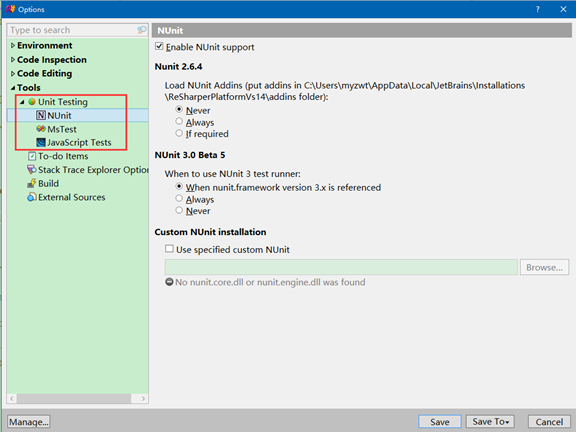 Options
Type to search
Environment
Code Inspection
Code Editing
Tools
Unit Testing
NUnit
MsTest
JavaScript Tests
To-do Items
Stack Trace Explorer Option
Build
External Sources
NUnit
Enable NUnit support
Nunit 2.6.4
Load NUnit Addins (put addins in C:\Users\myzwt\AppData\Local\JetBrains\Installations
\ReSharperPlatformVs14\addins folder):
Never
Always
If required
NUnit 3.0 Beta 5
When to use NUnit 3 test runner:
When nunit.framework version 3.x is referenced
Always
Never
Custom NUnit installation
Use specified custom NUnit
Browse...
No nunit.core.dll or nunit.engine.dll was found
Manage...
Save
Save To
Cancel